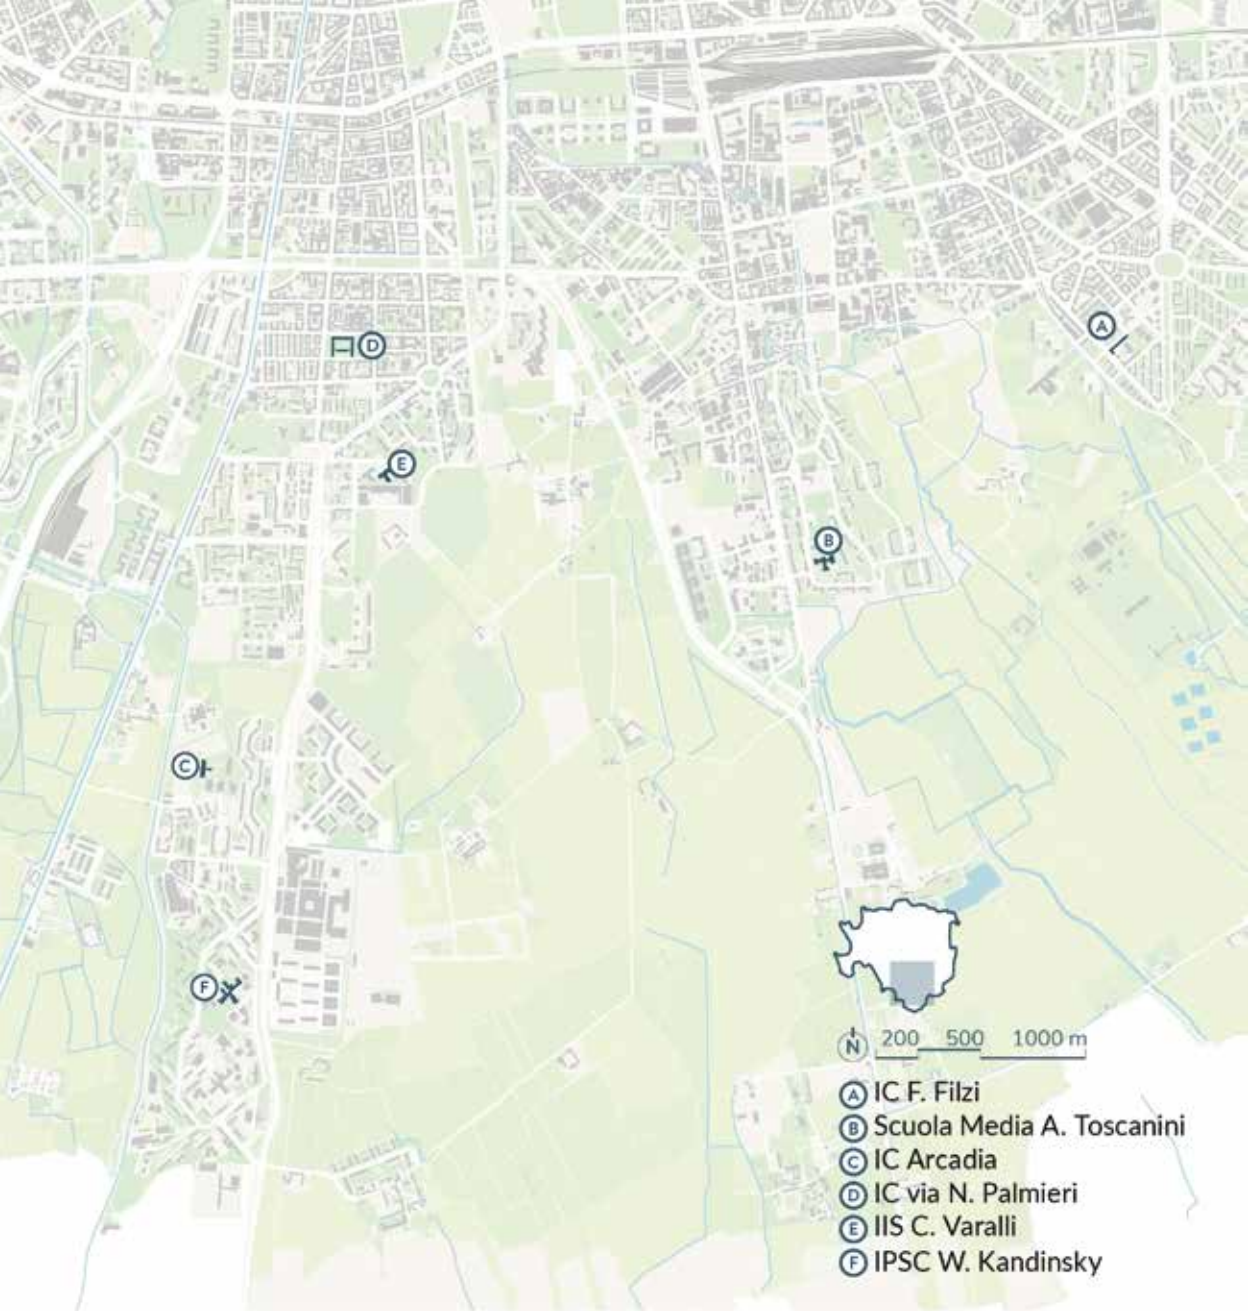 A
D
E
B
C
F
N 200 500 1000 m
A IC F. Filzi
B Scuola Media A. Toscanini
C IC Arcadia
D IC via N. Palmieri
E IIS C. Varalli
F IPSC W. Kandinsky